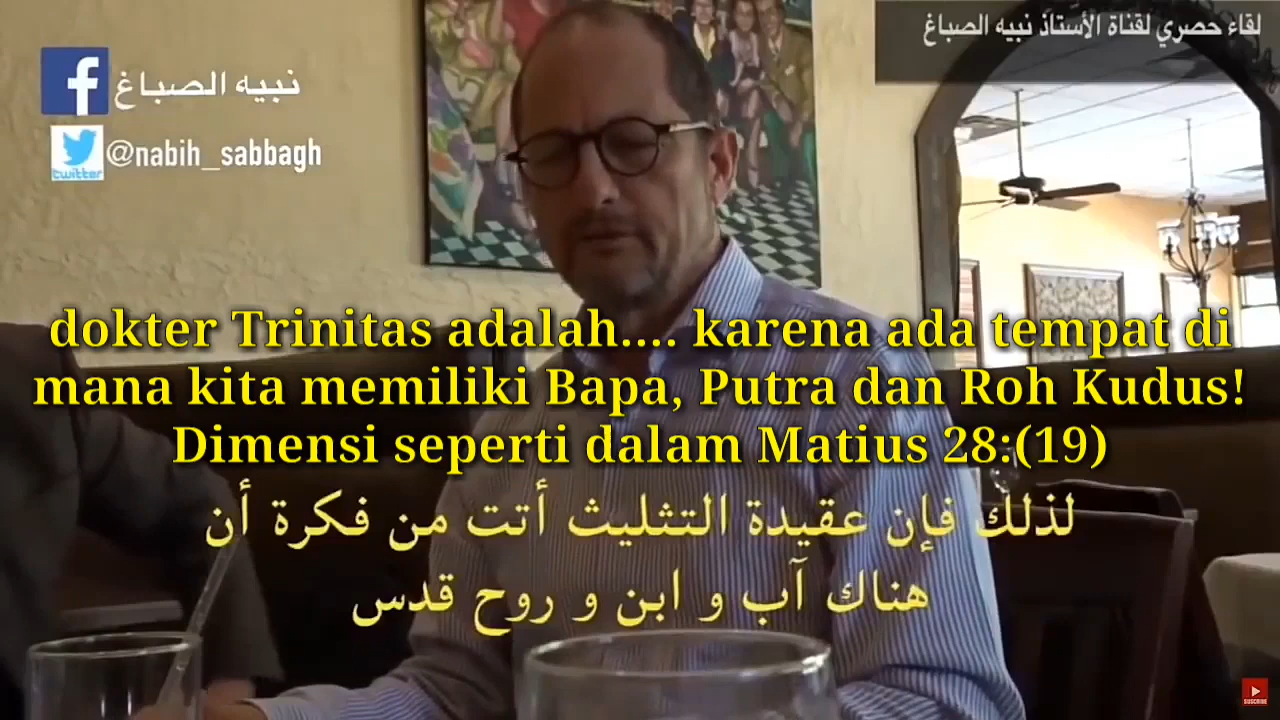 لقاء حصري لقناة الأستاذ نبيه الصباغ
نبيه الصباغ
twitter
@nabih_sabbagh
dokter Trinitas adalah.... karena ada tempat di
mana kita memiliki Bapa, Putra dan Roh Kudus!
Dimensi seperti dalam Matius 28:(19)
لذلك فإن عقيدة التثليث أتت من فكرة أن
هناك آب و ابن و روح قدس
SUBSCRIBE